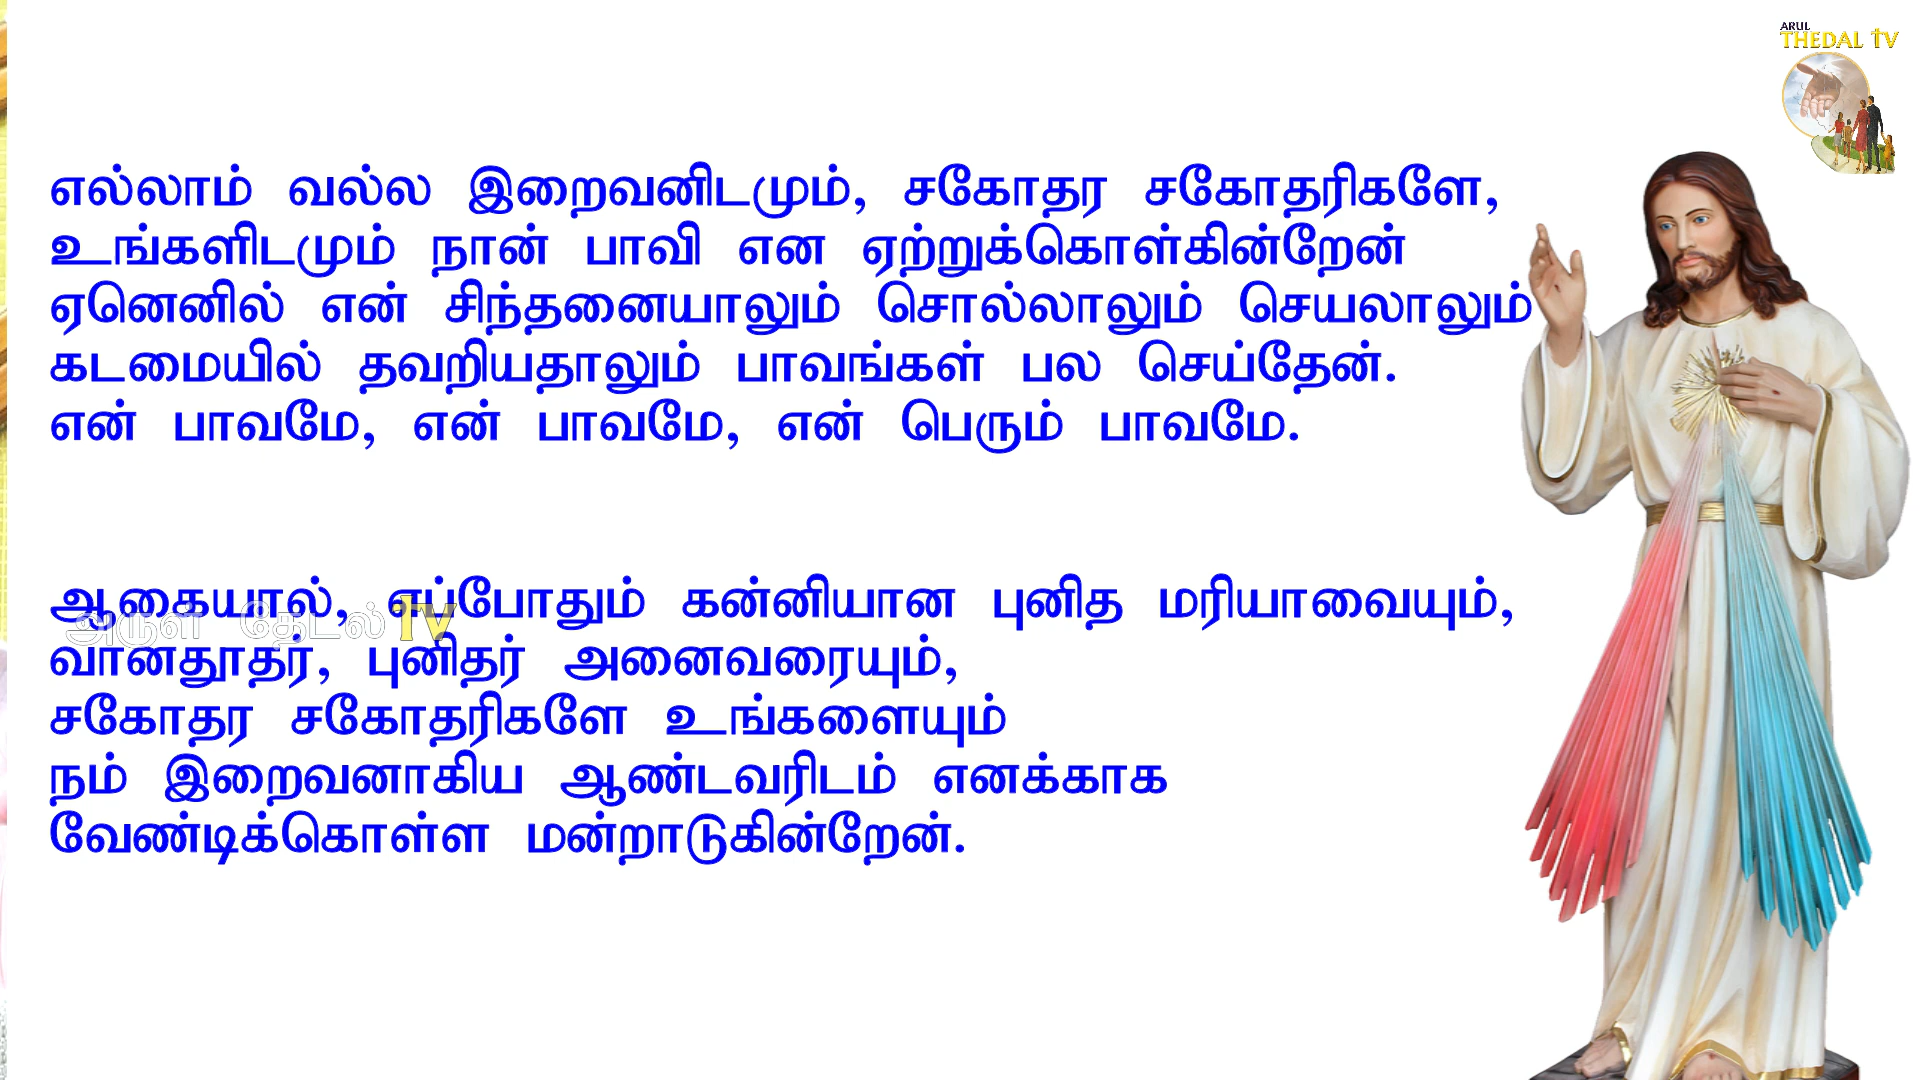 ARUL
THEDAL TV
எல்லாம் வல்ல இறைவனிடமும், சகோதர சகோதரிகளே,
உங்களிடமும் நான் பாவி என ஏற்றுக்கொள்கின்றேன்
ஏனெனில் என் சிந்தனையாலும் சொல்லாலும் செயலாலும்
கடமையில் தவறியதாலும் பாவங்கள் பல செய்தேன்.
என் பாவமே, என் பாவமே, என் பெரும் பாவமே.
ஆகையால், எப்போதும் கன்னியான புனித மரியாவையும்,
அருள் தேடல் TV
வானதூதர், புனிதர் அனைவரையும்,
சகோதர சகோதரிகளே உங்களையும்
நம் இறைவனாகிய ஆண்டவரிடம் எனக்காக
வேண்டிக்கொள்ள மன்றாடுகின்றேன்.